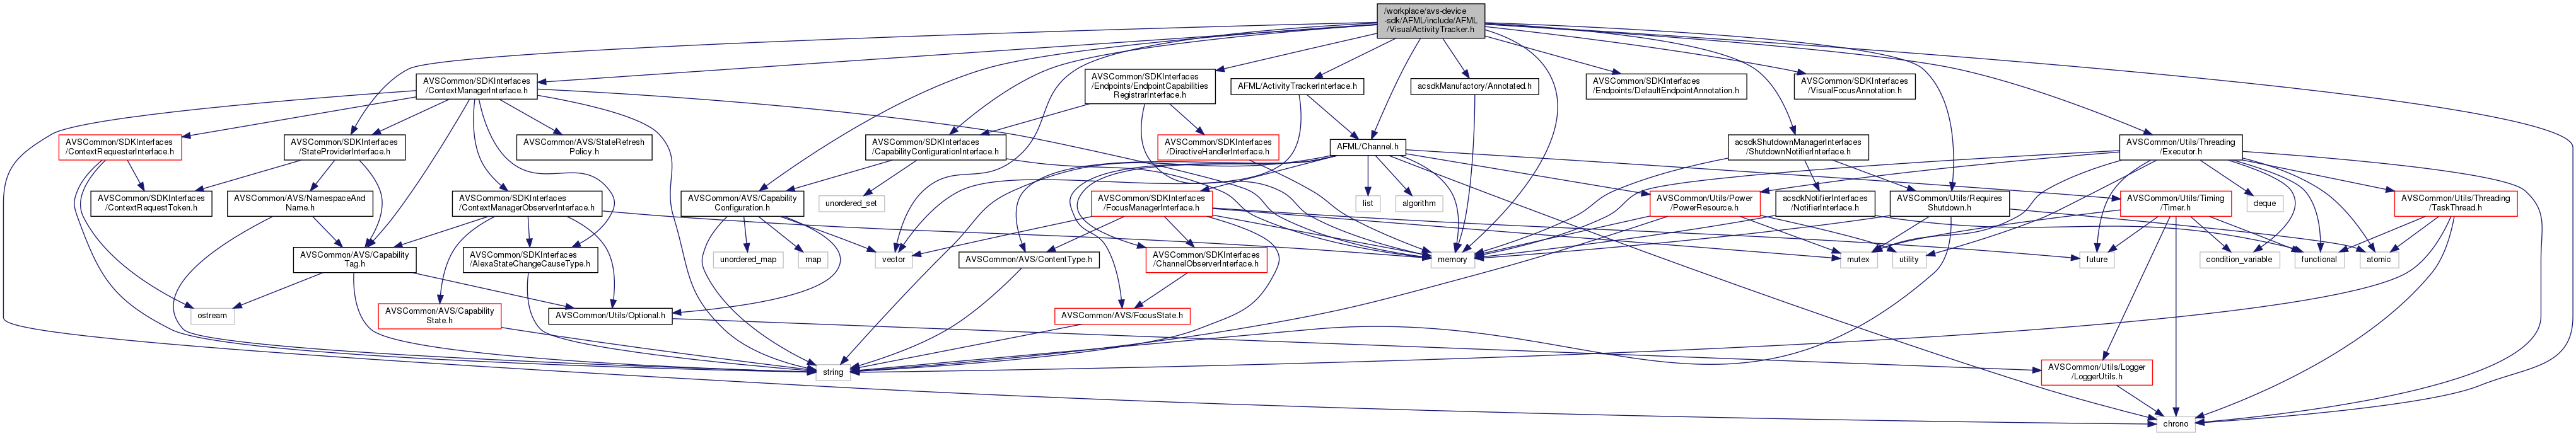 /workplace/avs-device
-sdk/AFML/include/AFML
/VisualActivityTracker.h
AVSCommon/SDKInterfaces
/ContextManagerInterface.h
AVSCommon/SDKInterfaces
/Endpoints/EndpointCapabilities
RegistrarInterface.h
AFML/ActivityTrackerInterface.h
acsdkManufactory/Annotated.h
AVSCommon/SDKInterfaces
/Endpoints/DefaultEndpointAnnotation.h
AVSCommon/SDKInterfaces
/VisualFocusAnnotation.h
AVSCommon/SDKInterfaces
/ContextRequesterInterface.h
AVSCommon/SDKInterfaces
/StateProviderInterface.h
AVSCommon/AVS/StateRefresh
Policy.h
AVSCommon/SDKInterfaces
/CapabilityConfigurationInterface.h
AVSCommon/SDKInterfaces
/DirectiveHandlerInterface.h
AFML/Channel.h
acsdkShutdownManagerInterfaces
/ShutdownNotifierInterface.h
AVSCommon/Utils/Threading
/Executor.h
AVSCommon/SDKInterfaces
/ContextRequestToken.h
AVSCommon/AVS/NamespaceAnd
Name.h
AVSCommon/SDKInterfaces
/ContextManagerObserverInterface.h
AVSCommon/AVS/Capability
Configuration.h
unordered_set
AVSCommon/SDKInterfaces
/FocusManagerInterface.h
list
algorithm
AVSCommon/Utils/Power
/PowerResource.h
acsdkNotifierInterfaces
/NotifierInterface.h
AVSCommon/Utils/Requires
Shutdown.h
AVSCommon/Utils/Timing
/Timer.h
deque
AVSCommon/Utils/Threading
/TaskThread.h
AVSCommon/AVS/Capability
Tag.h
AVSCommon/SDKInterfaces
/AlexaStateChangeCauseType.h
unordered_map
map
vector
AVSCommon/AVS/ContentType.h
AVSCommon/SDKInterfaces
/ChannelObserverInterface.h
memory
mutex
utility
future
condition_variable
functional
atomic
ostream
AVSCommon/AVS/Capability
State.h
AVSCommon/Utils/Optional.h
AVSCommon/AVS/FocusState.h
string
AVSCommon/Utils/Logger
/LoggerUtils.h
chrono